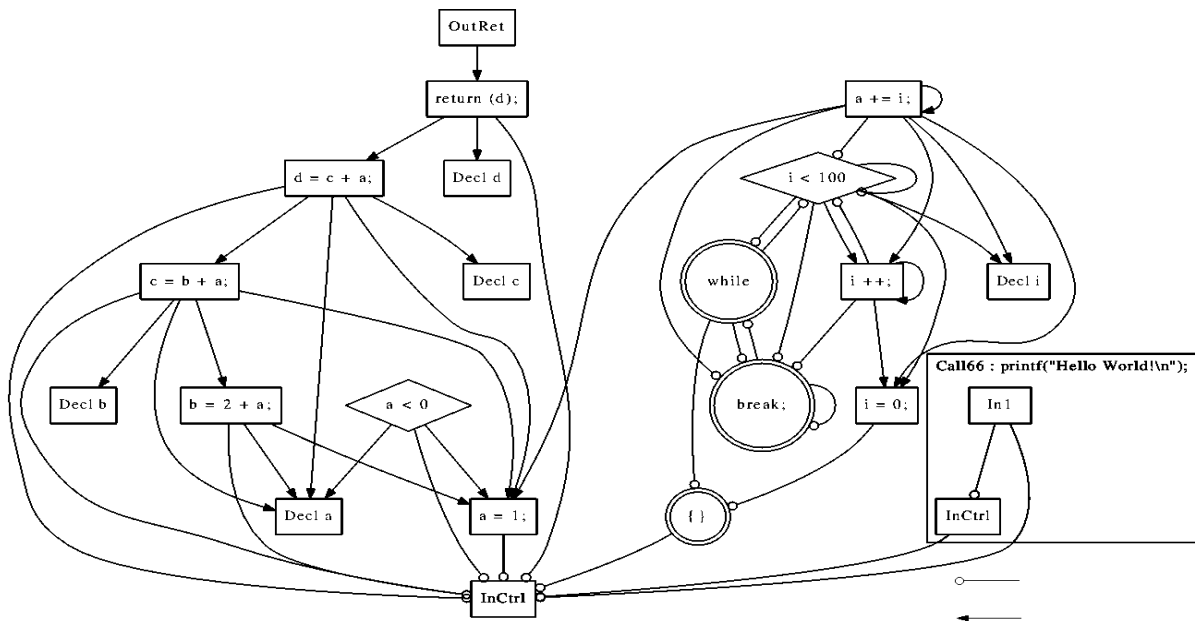 OutRet
return (d);
a += i;
d = c + a;
Decl d
i < 100
c = b + a;
Decl c
while
i ++;
Decl i
Call66 : printf("Hello World!\n");
Decl b
b = 2 + a;
a < 0
break;
i = 0;
In1
Decl a
a = 1;
{ }
InCtrl
InCtrl